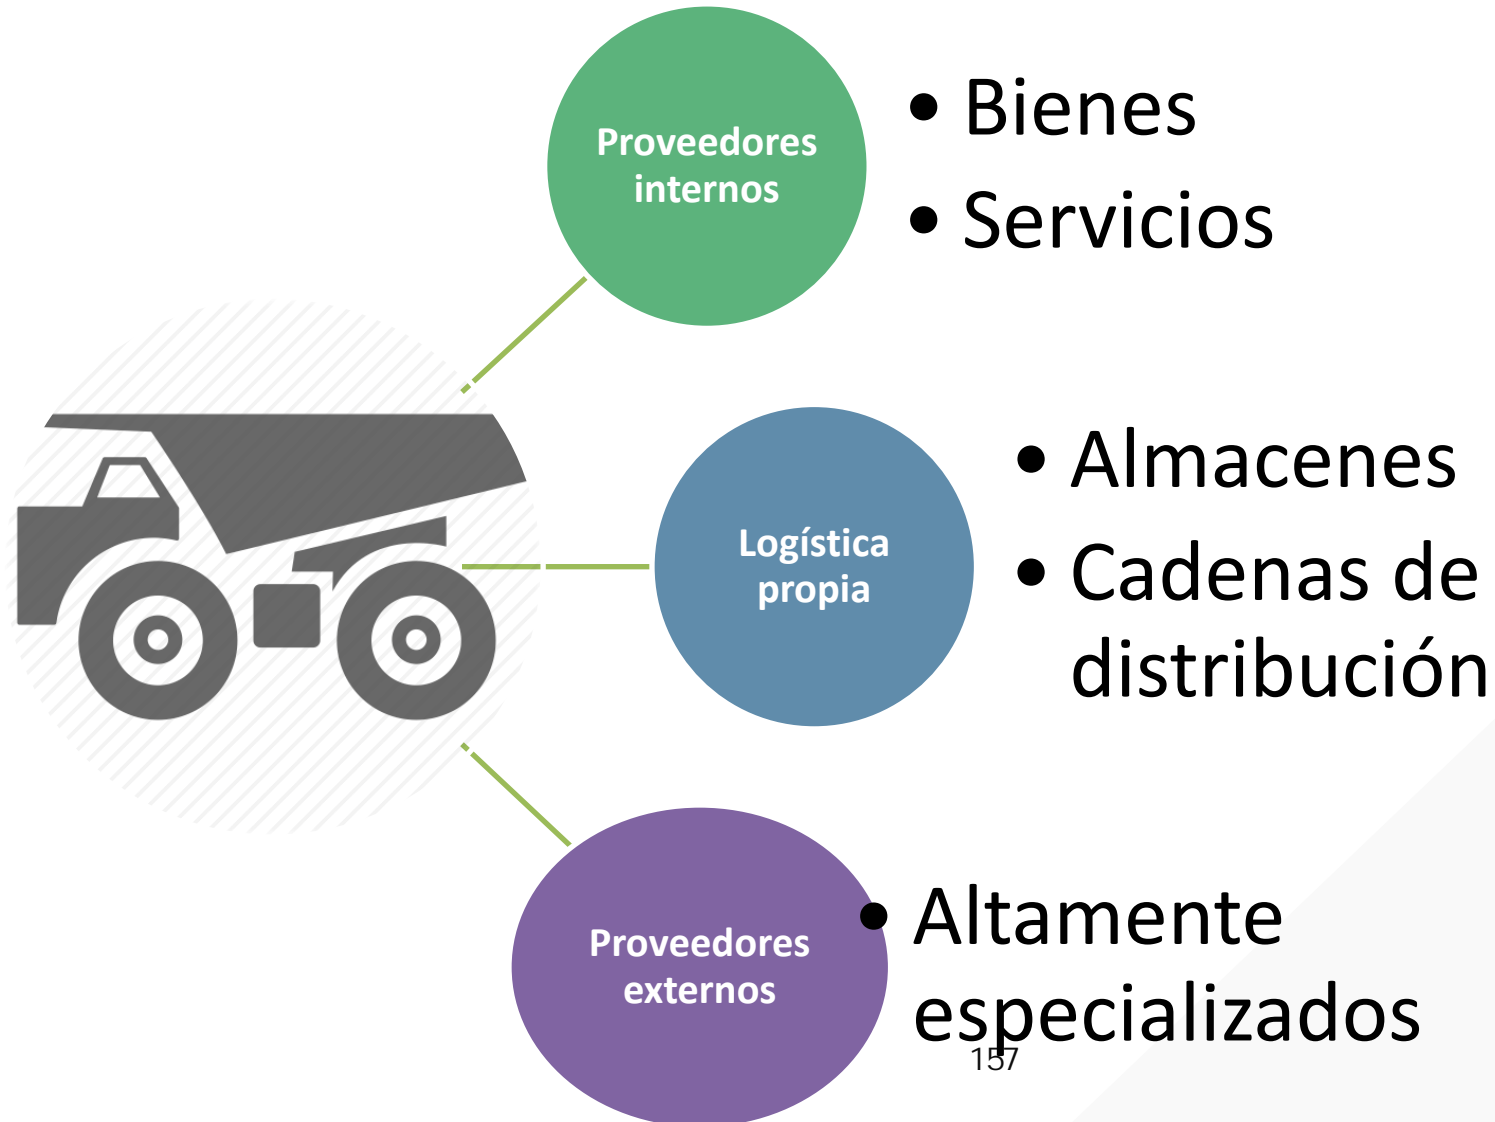 Proveedores
internos
• Bienes
• Servicios
Logística
propia
• Almacenes
• Cadenas de
distribución
Proveedores
externos
• Altamente
especializados
157